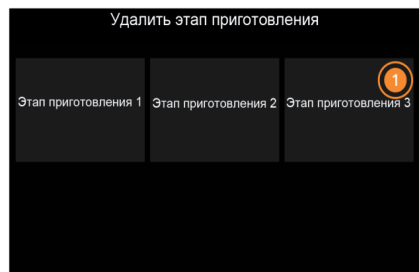 Удалить этап приготовления
1
Этап приготовления 1 Этап приготовления 2 Этап приготовления 3